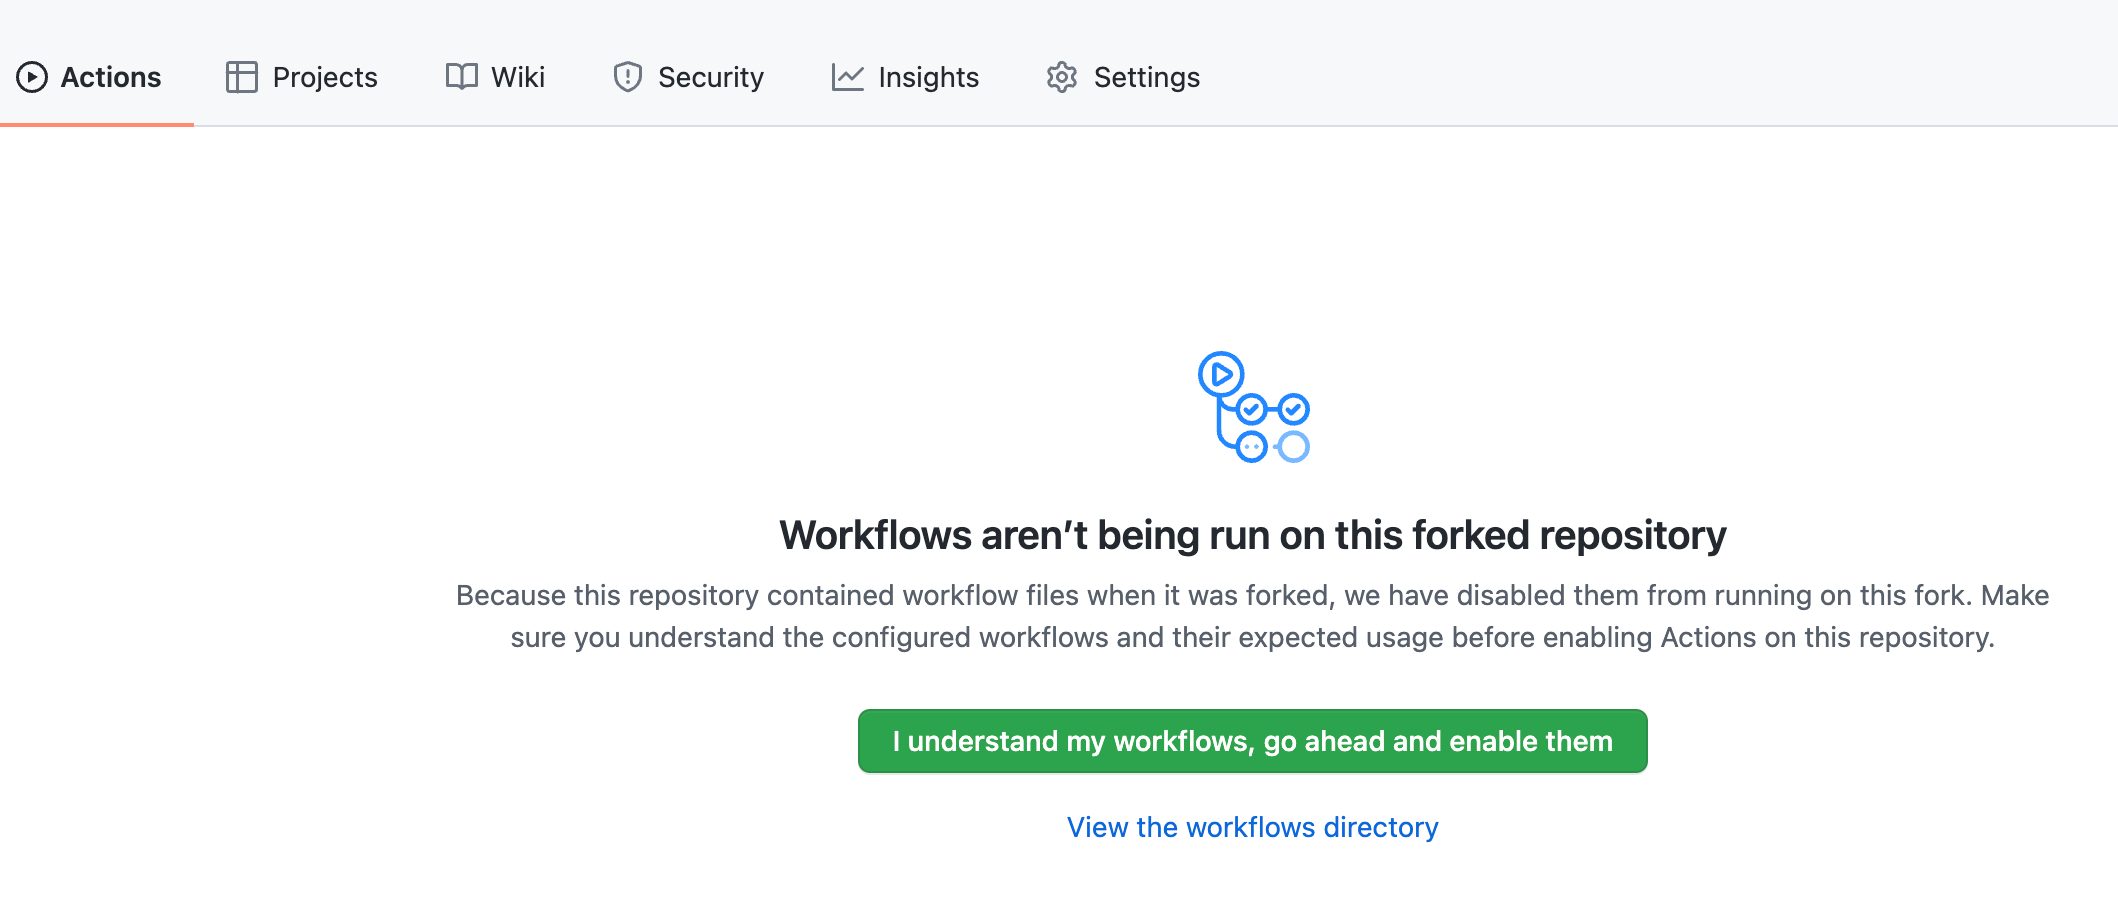 Actions Projects Wiki Security Insights Settings
Workflows aren’t being run on this forked repository
Because this repository contained workflow files when it was forked, we have disabled them from running on this fork. Make
sure you understand the configured workflows and their expected usage before enabling Actions on this repository.
I understand my workflows, go ahead and enable them
View the workflows directory